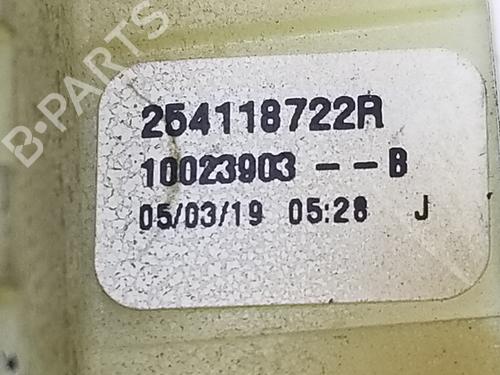 B-PARTS
254118722R
10023903 -- B
05/03/19 05:28 J